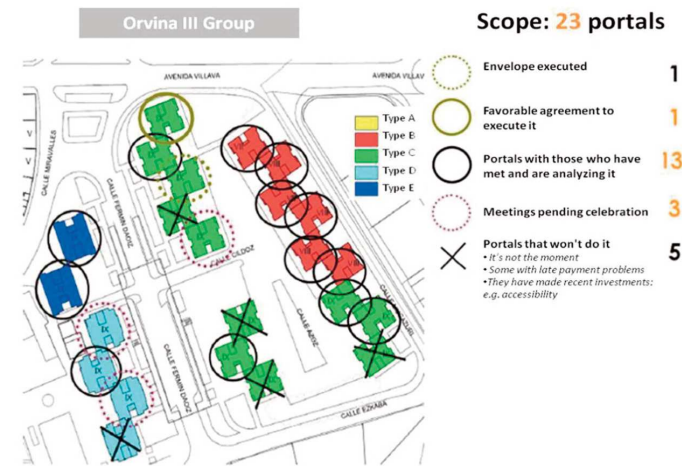 Orvina III Group
Scope: 23 portals
AVENIDA VILLAVA
AVENIDA VILLAV
Envelope executed
1
Favorable agreement to
execute it
1
Portals with those who have
met and are analyzing it
13
Meetings pending celebration
3
Portals that won't do it
5
• It's not the moment
• Some with late payment problems
•They have made recent investments:
e.g. accessibility
Type A
Type B
Type C
Type D
Type E
CALLE MIRAVALLES
CALLE FERMIN DAOIZ
CALLE CILDOZ
CALLE AZOZ
CALLE FERMIN DAOIZ
CALLE EZKABA